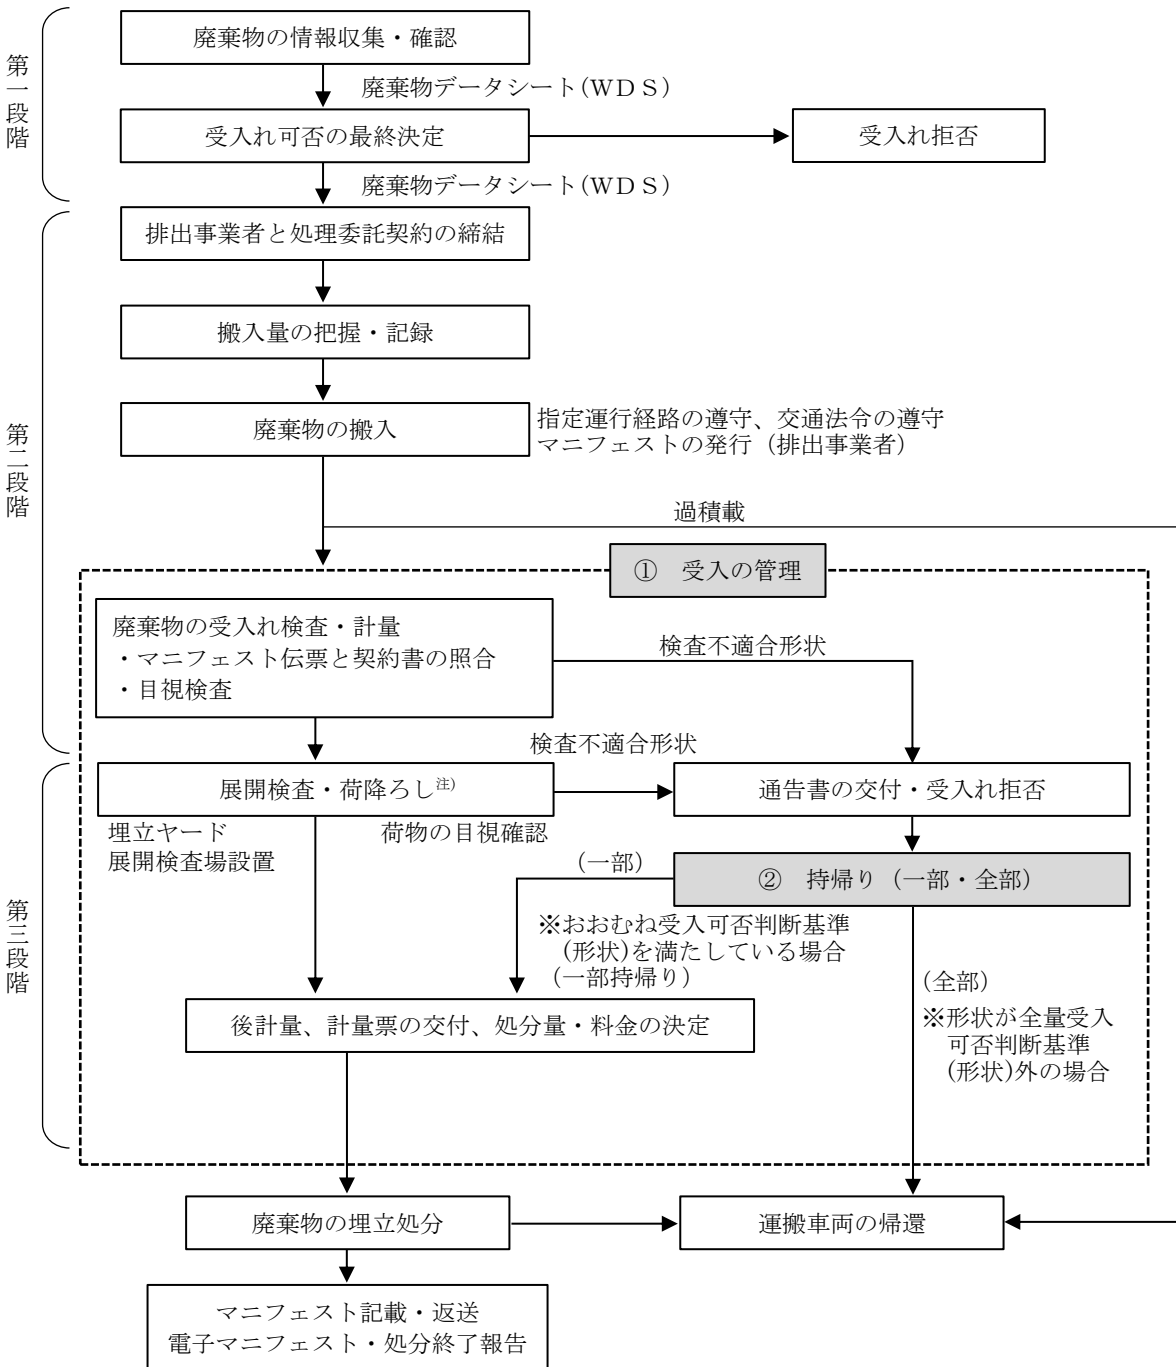 第一段階
廃棄物の情報収集・確認
廃棄物データシート(WDS)
受入れ可否の最終決定
受入れ拒否
廃棄物データシート(WDS)
第二段階
排出事業者と処理委託契約の締結
搬入量の把握・記録
廃棄物の搬入
指定運行経路の遵守、交通法令の遵守
マニフェストの発行（排出事業者）
過積載
①　受入の管理
廃棄物の受入れ検査・計量
・マニフェスト伝票と契約書の照合
・目視検査
検査不適合形状
第三段階
検査不適合形状
展開検査・荷降ろし注)
通告書の交付・受入れ拒否
埋立ヤード
展開検査場設置
荷物の目視確認
（一部）
②　持帰り（一部・全部）
※おおむね受入可否判断基準
(形状)を満たしている場合
（一部持帰り）
（全部）
※形状が全量受入
可否判断基準
(形状)外の場合
後計量、計量票の交付、処分量・料金の決定
廃棄物の埋立処分
運搬車両の帰還
マニフェスト記載・返送
電子マニフェスト・処分終了報告